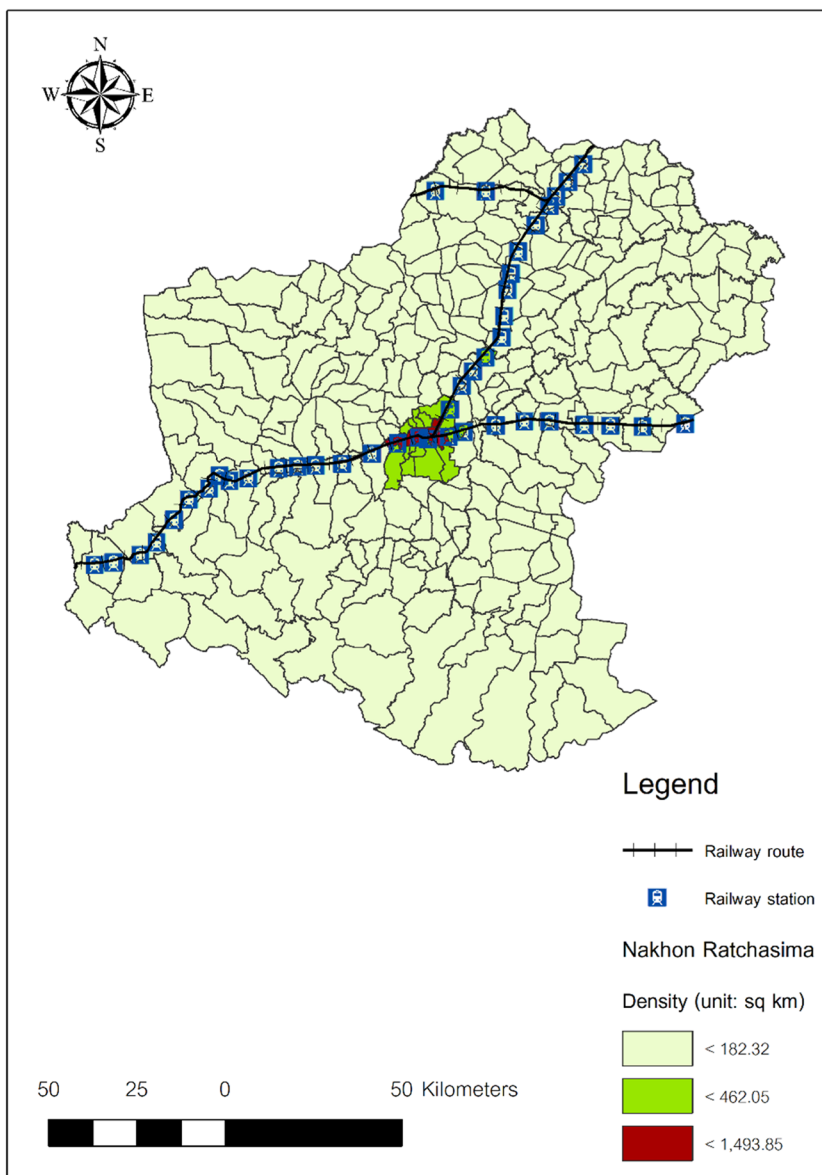 N
W E
S
Legend
Railway route
Railway station
Nakhon Ratchasima
Density (unit: sq km)
< 182.32
< 462.05
< 1,493.85
50 25 0 50 Kilometers